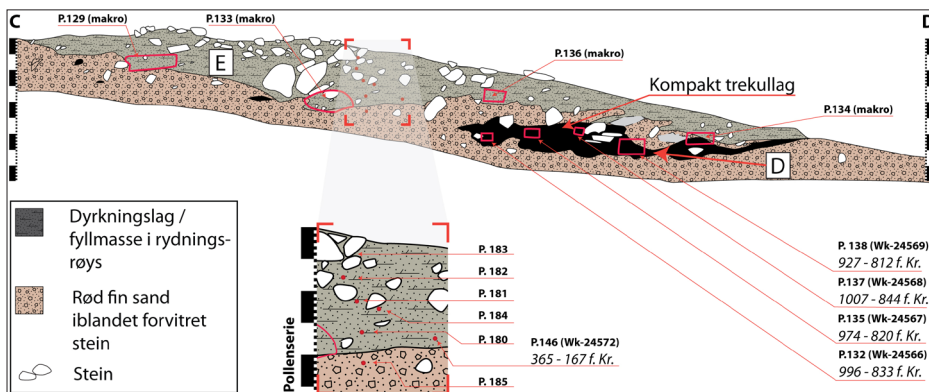 C
P.129 (makro)
P.133 (makro)
D
E
P.136 (makro)
Kompakt trekullag
P.134 (makro)
D
Dyrkningslag /
fyllmasse i rydnings-
røys
Rød fin sand
iblandet forvitret
stein
Stein
Pollenserie
P. 183
P. 182
P. 181
P. 184
P. 180
P. 185
P.146 (Wk-24572)
365 - 167 f. Kr.
P. 138 (Wk-24569)
927 - 812 f. Kr.
P.137 (Wk-24568)
1007 - 844 f. Kr.
P.135 (Wk-24567)
974 - 820 f. Kr.
P.132 (Wk-24566)
996 - 833 f. Kr.